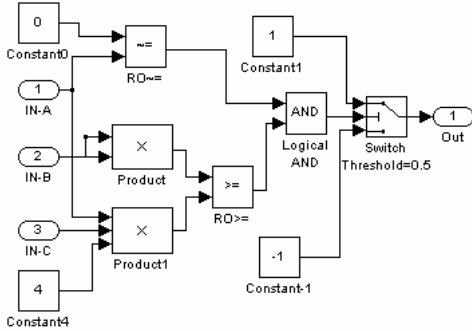 0
Constant0
~=
RO~=
1
IN-A
1
Constant1
AND
Logical
AND
Switch
Threshold=0.5
1
Out
2
IN-B
×
Product
>=
RO>=
3
IN-C
×
Product1
-1
Constant-1
4
Constant4